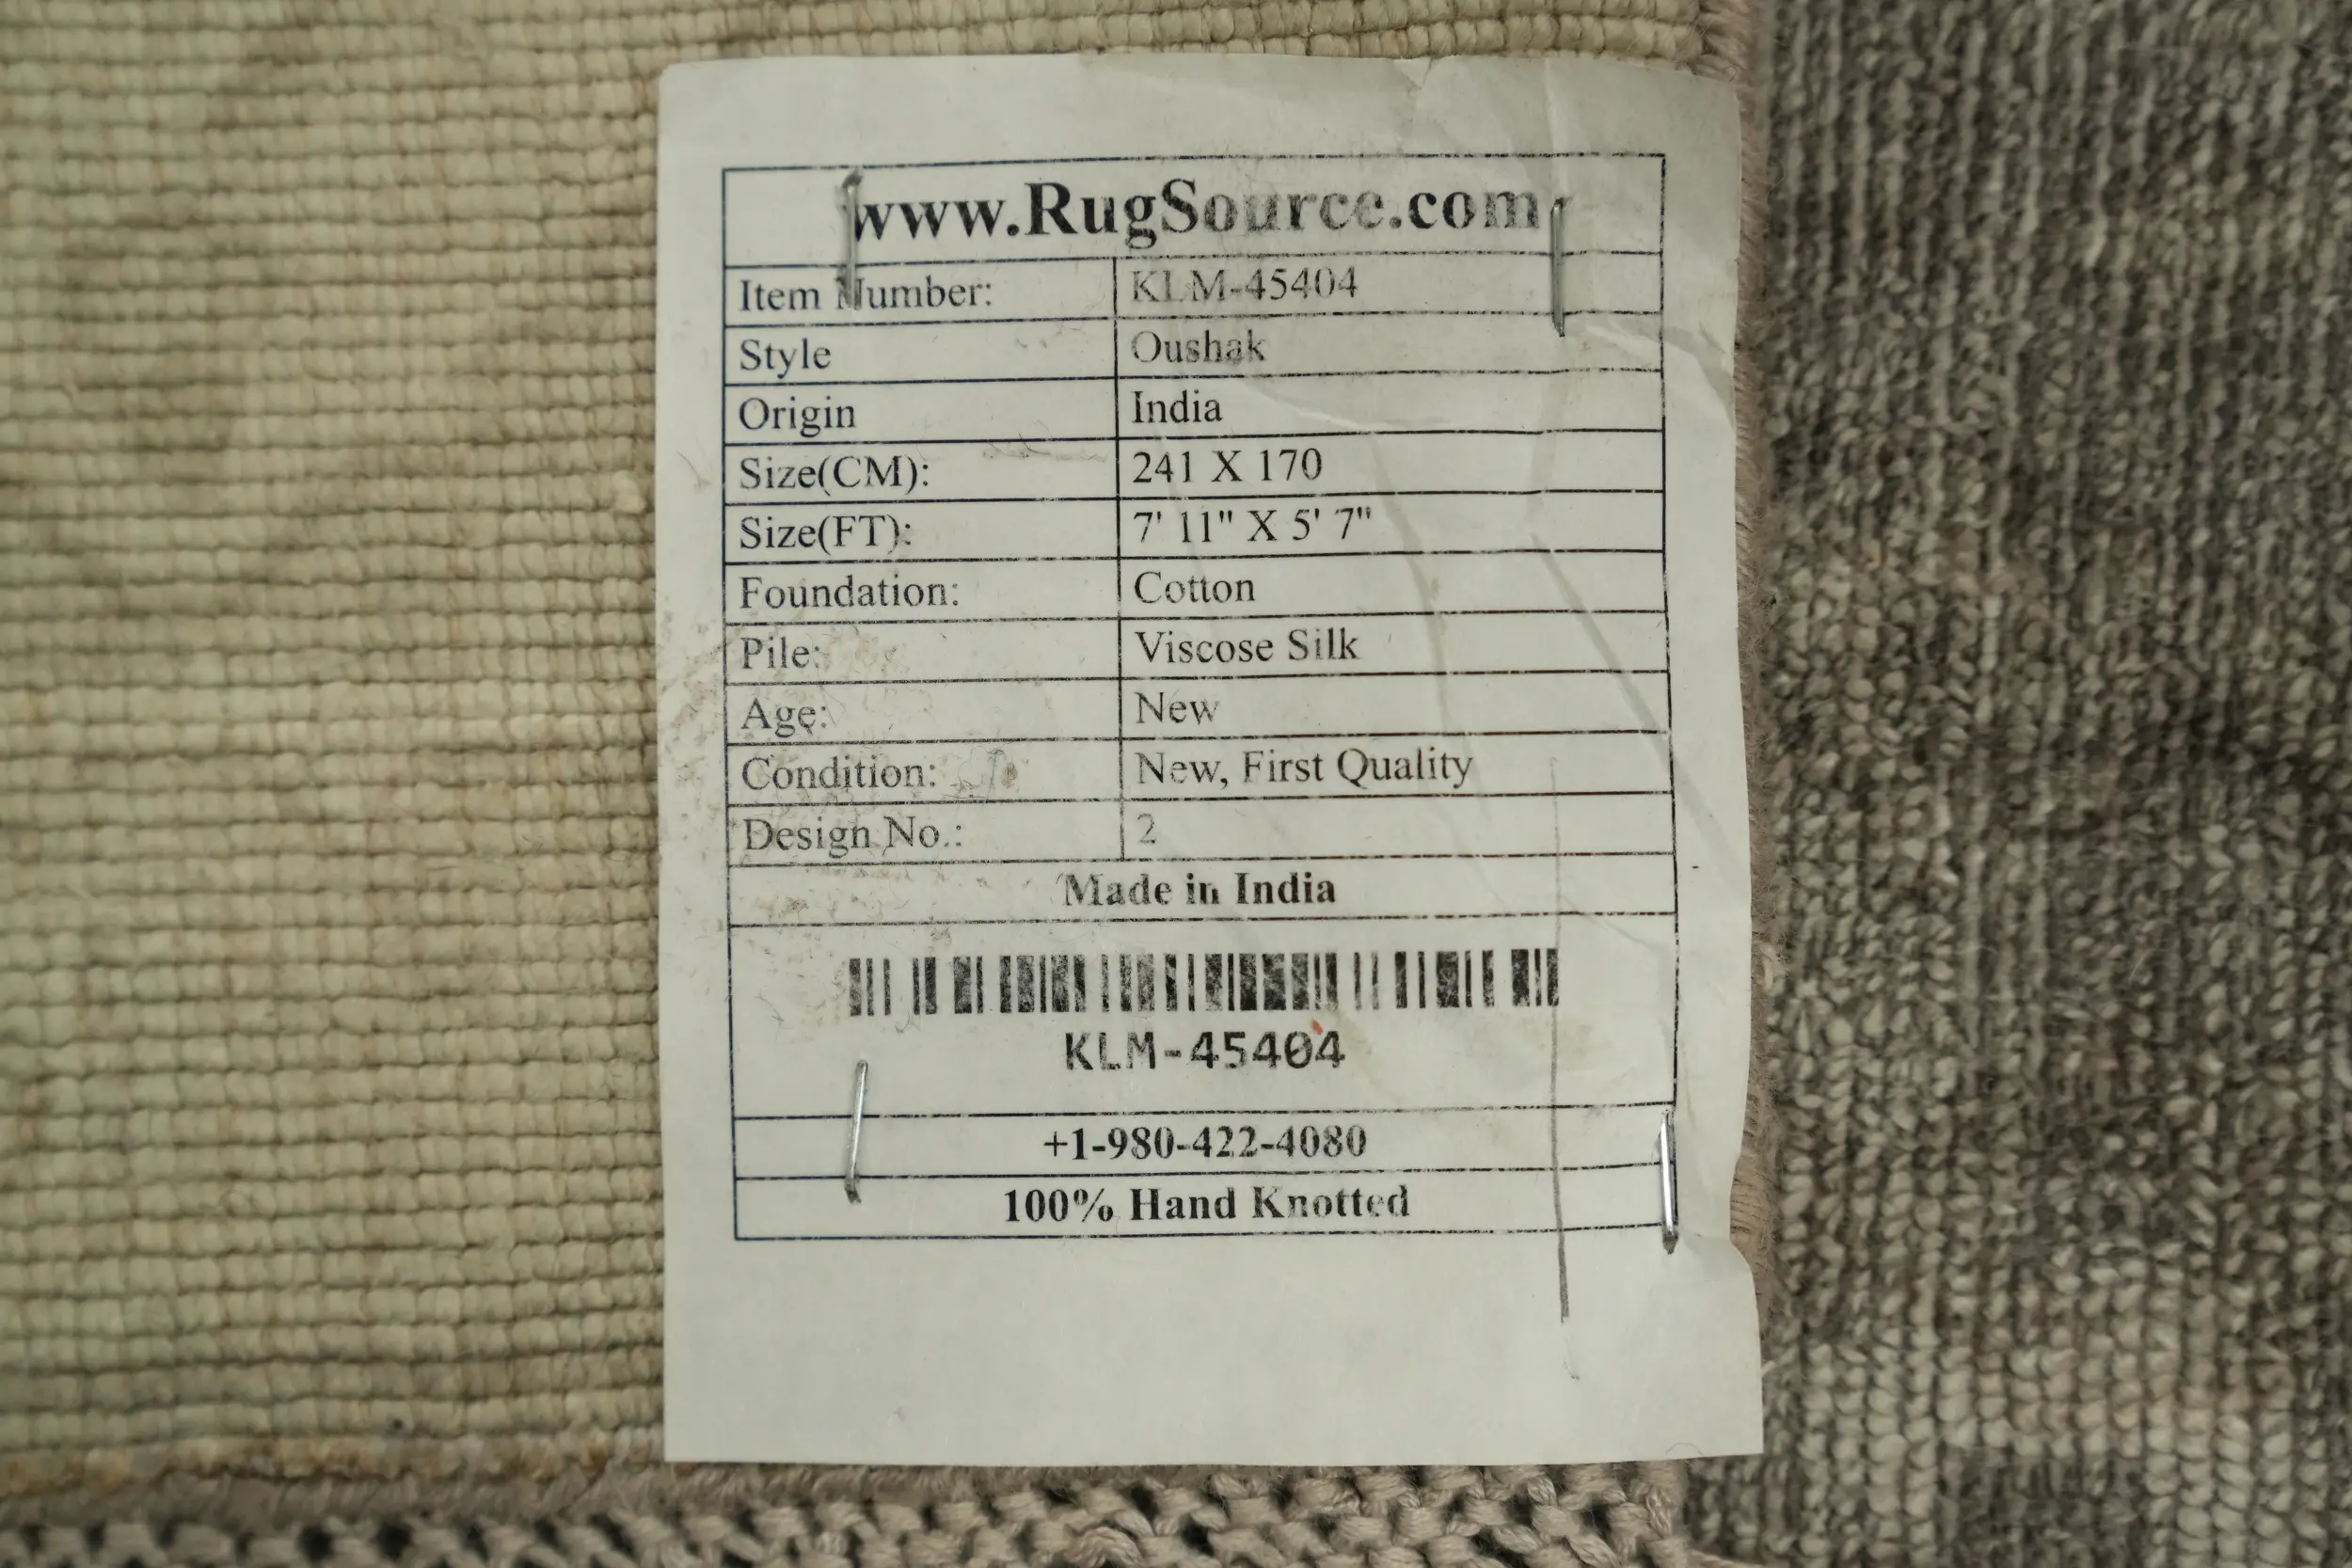 www.RugSource.com
Item Number: KLM-45404
Style Oushak
Origin India
Size(CM): 241 X 170
Size(FT): 7' 11" X 5' 7"
Foundation: Cotton
Pile: Viscose Silk
Age: New
Condition: New, First Quality
Design No.: 2
Made in India
KLM-45404
+1-980-422-4080
100% Hand Knotted